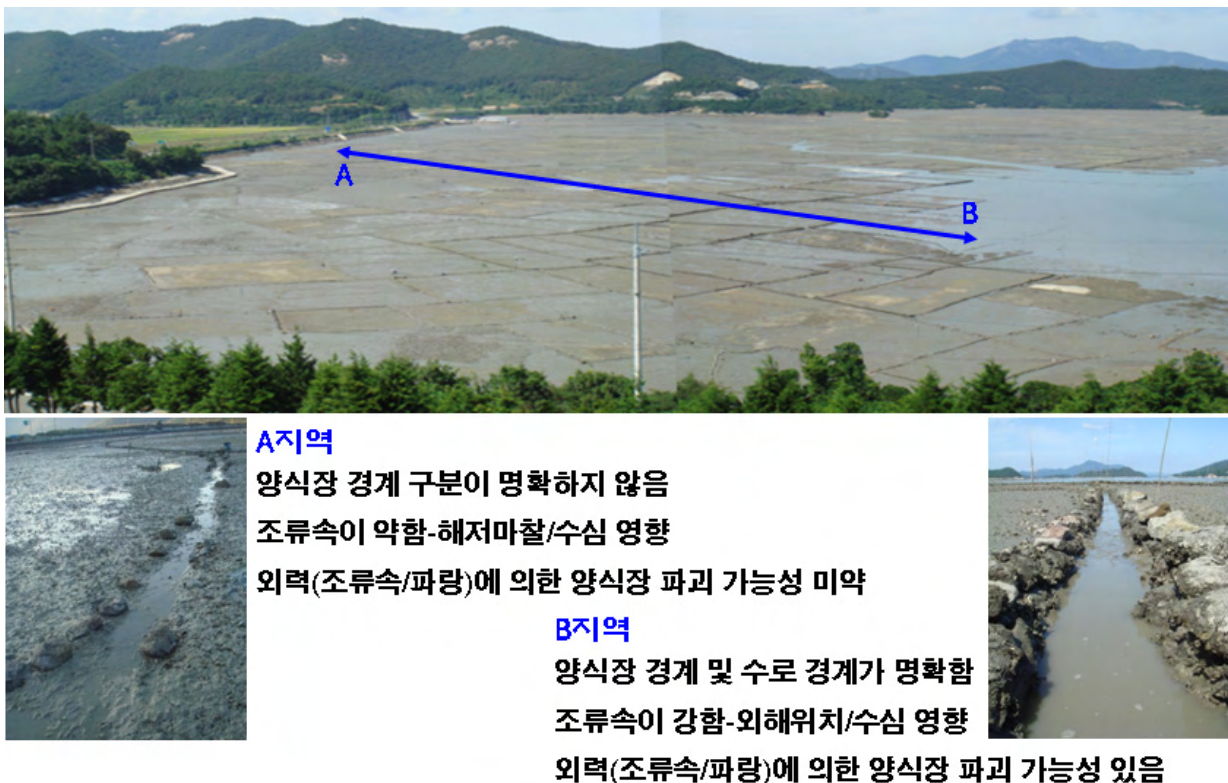 A
B
A지역
양식장 경계 구분이 명확하지 않음
조류속이 약함-해저마찰/수심 영향
외력(조류속/파랑)에 의한 양식장 파괴 가능성 미약
B지역
양식장 경계 및 수로 경계가 명확함
조류속이 강함-외해위치/수심 영향
외력(조류속/파랑)에 의한 양식장 파괴 가능성 있음